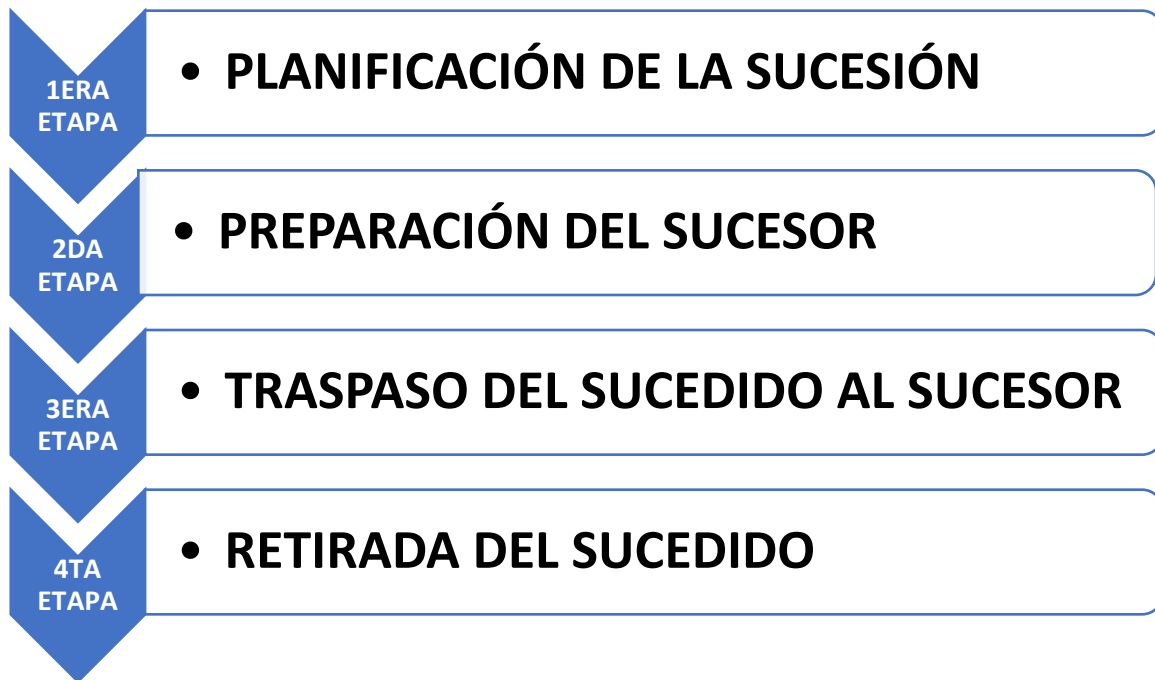 1ERA
ETAPA
• PLANIFICACIÓN DE LA SUCESIÓN
2DA
ETAPA
• PREPARACIÓN DEL SUCESOR
3ERA
ETAPA
• TRASPASO DEL SUCEDIDO AL SUCESOR
4TA
ETAPA
• RETIRADA DEL SUCEDIDO